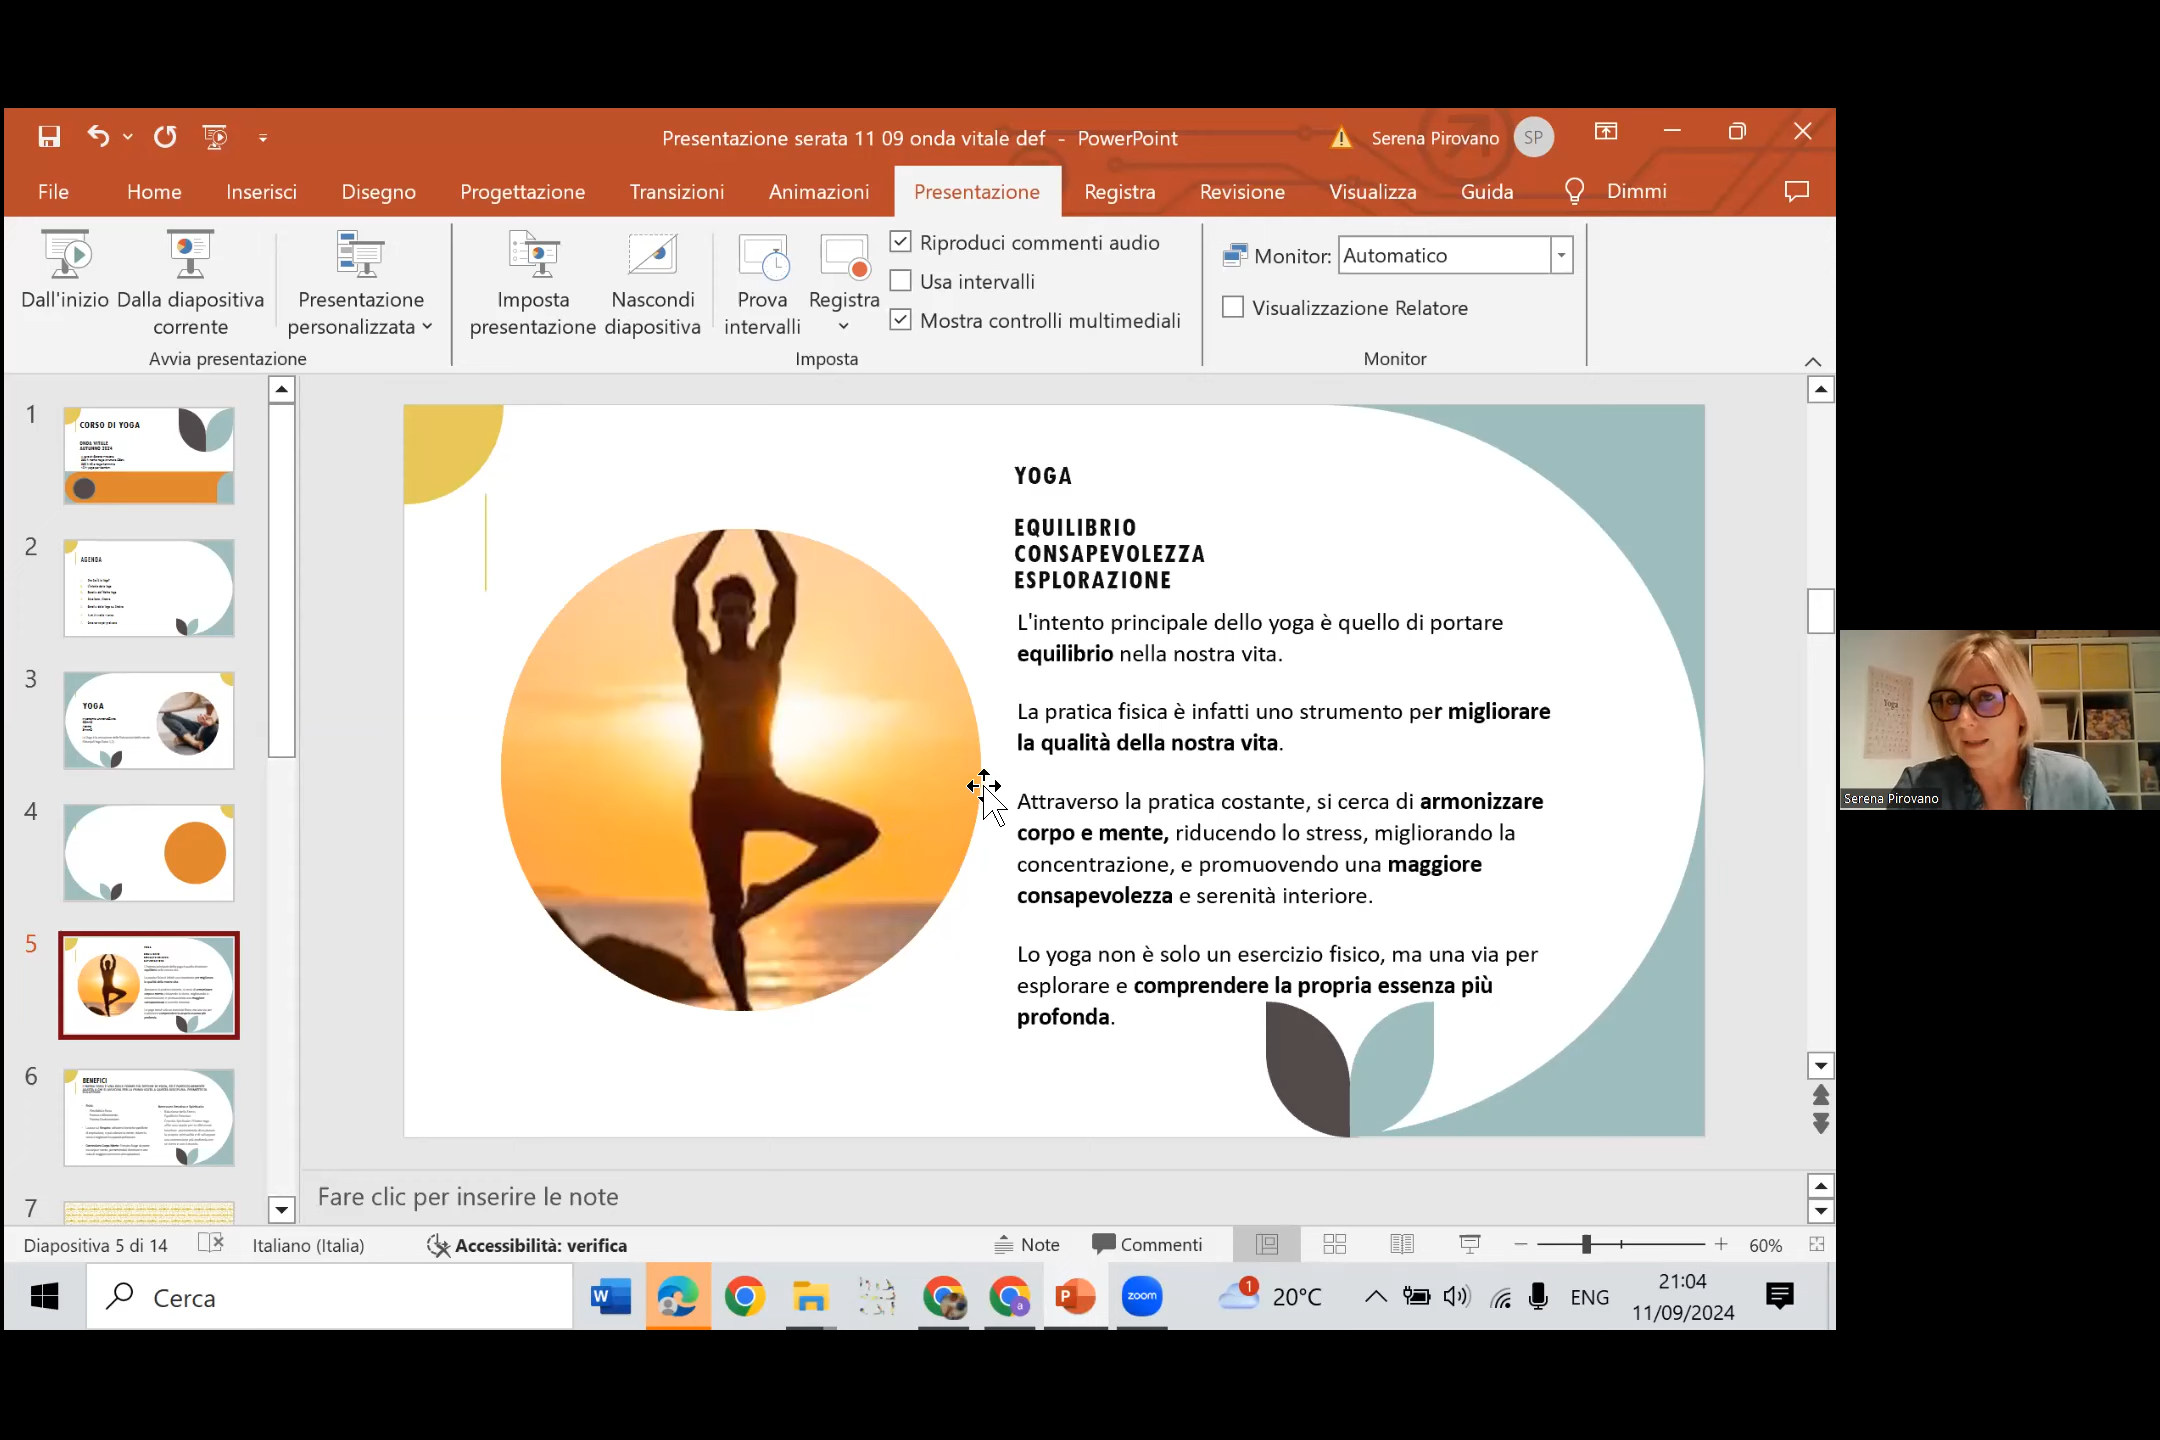 Presentazione serata 11 09 onda vitale def - PowerPoint
Serena Pirovano
SP
File Home Inserisci Disegno Progettazione Transizioni Animazioni Presentazione Registra Revisione Visualizza Guida Dimmi
Dall'inizio
Dalla diapositiva corrente
Presentazione personalizzata
Avvia presentazione
Imposta presentazione
Nascondi diapositiva
Prova intervalli
Registra
Riproduci commenti audio
Usa intervalli
Mostra controlli multimediali
Imposta
Monitor: Automatico
Visualizzazione Relatore
Monitor
1
CORSO DI YOGA
ONDA VITALE
AUTUNNO 2024
2
AGENDA
3
YOGA
4
5
6
BENEFICI
7
YOGA
EQUILIBRIO
CONSAPEVOLEZZA
ESPLORAZIONE
L'intento principale dello yoga è quello di portare
equilibrio nella nostra vita.
La pratica fisica è infatti uno strumento per migliorare
la qualità della nostra vita.
Attraverso la pratica costante, si cerca di armonizzare
corpo e mente, riducendo lo stress, migliorando la
concentrazione, e promuovendo una maggiore
consapevolezza e serenità interiore.
Lo yoga non è solo un esercizio fisico, ma una via per
esplorare e comprendere la propria essenza più
profonda.
Yoga
Serena Pirovano
Fare clic per inserire le note
Diapositiva 5 di 14 Italiano (Italia) Accessibilità: verifica Note Commenti 60%
Cerca
W
a
P
zoom
1
20°C
ENG
21:04
11/09/2024